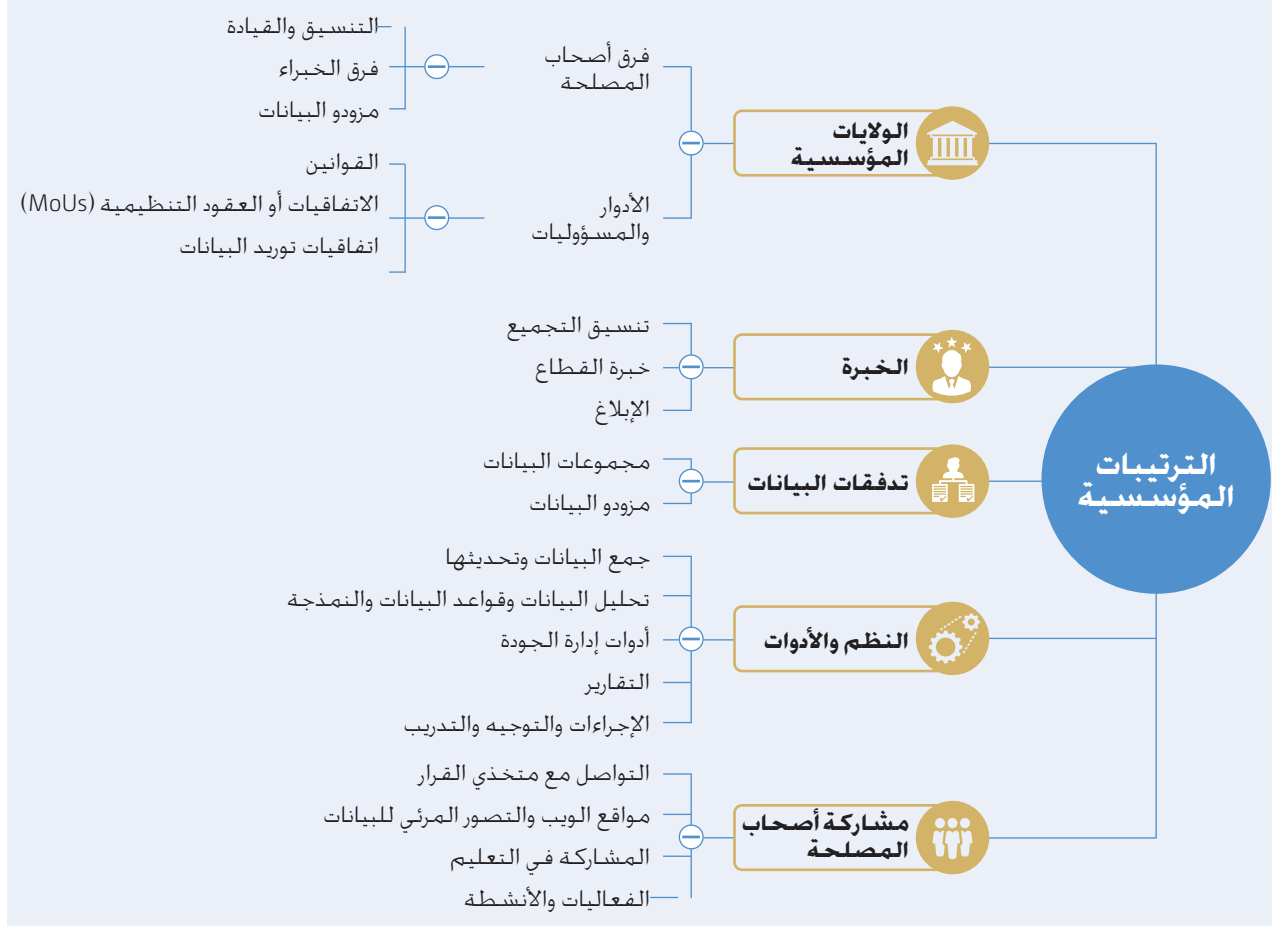 الترتيبات
المؤسسية
الولايات
المؤسسية
فرق أصحاب
المصلحة
التنسيق والقيادة
فرق الخبراء
مزودو البيانات
الأدوار
والمسؤوليات
القوانين
الاتفاقيات أو العقود التنظيمية (MoUs)
اتفاقيات توريد البيانات
الخبرة
تنسيق التجميع
خبرة القطاع
الإبلاغ
تدفقات البيانات
مجموعات البيانات
مزودو البيانات
النظم والأدوات
جمع البيانات وتحديثها
تحليل البيانات وقواعد البيانات والنمذجة
أدوات إدارة الجودة
التقارير
الإجراءات والتوجيه والتدريب
مشاركة أصحاب
المصلحة
التواصل مع متخذي القرار
مواقع الويب والتصور المرئي للبيانات
المشاركة في التعليم
الفعاليات والأنشطة